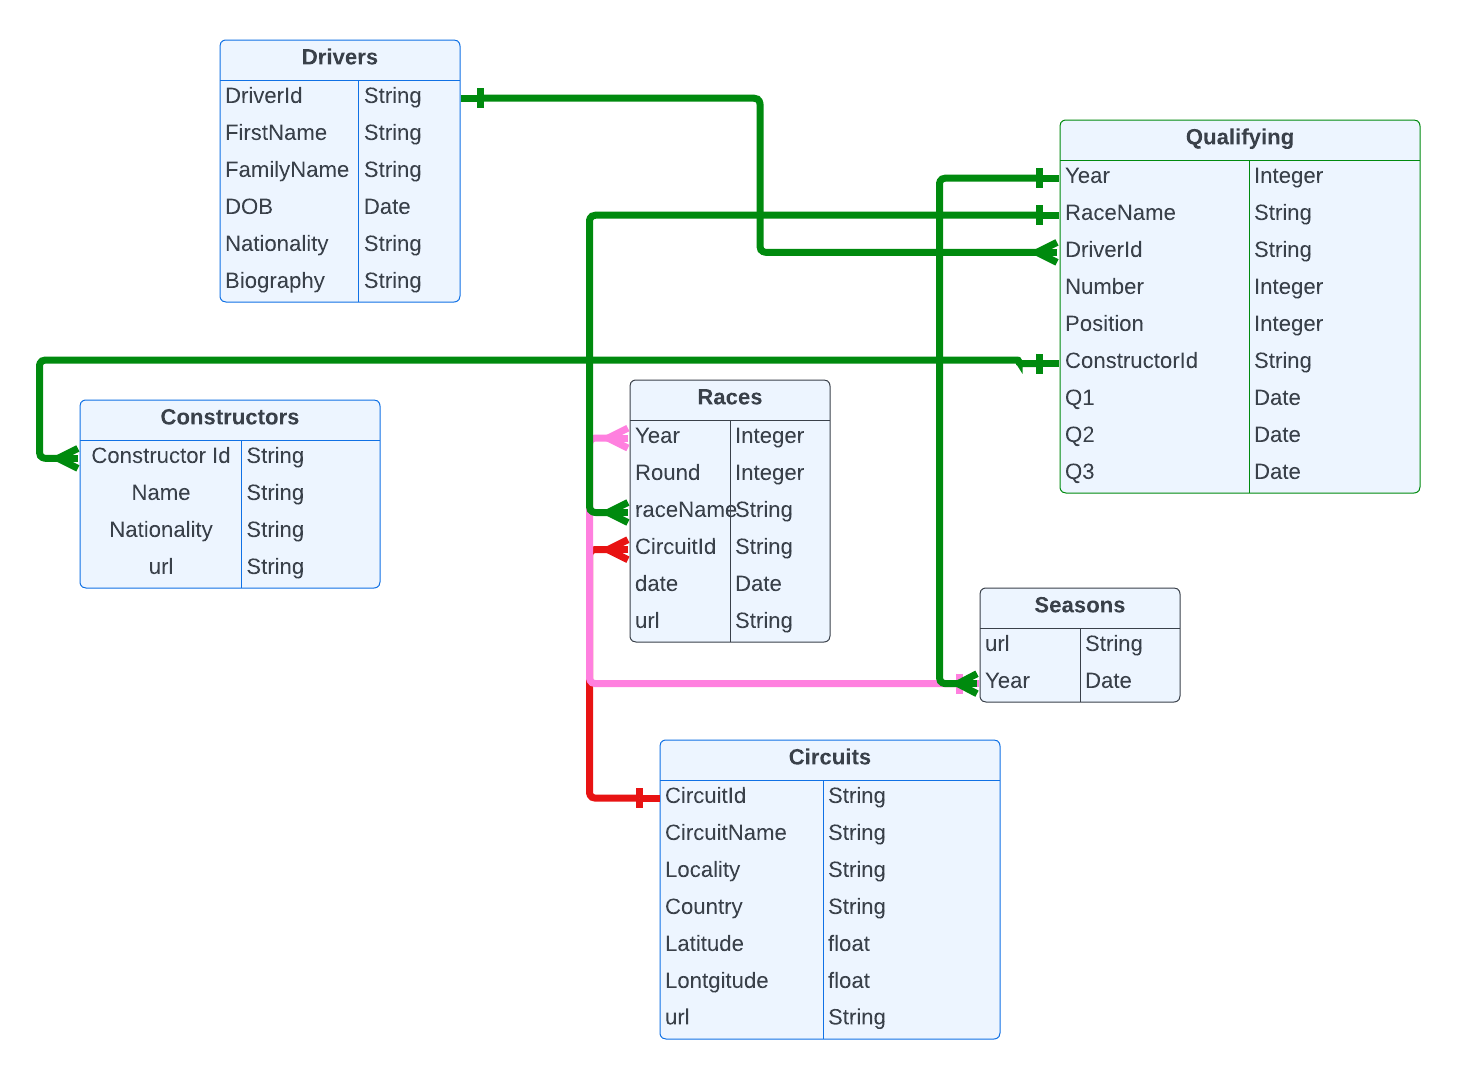 Drivers
DriverId String
FirstName String
FamilyName String
DOB Date
Nationality String
Biography String
Qualifying
Year Integer
RaceName String
DriverId String
Number Integer
Position Integer
ConstructorId String
Q1 Date
Q2 Date
Q3 Date
Constructors
Constructor Id String
Name String
Nationality String
url String
Races
Year Integer
Round Integer
raceName String
CircuitId String
date Date
url String
Seasons
url String
Year Date
Circuits
CircuitId String
CircuitName String
Locality String
Country String
Latitude float
Lontgitude float
url String